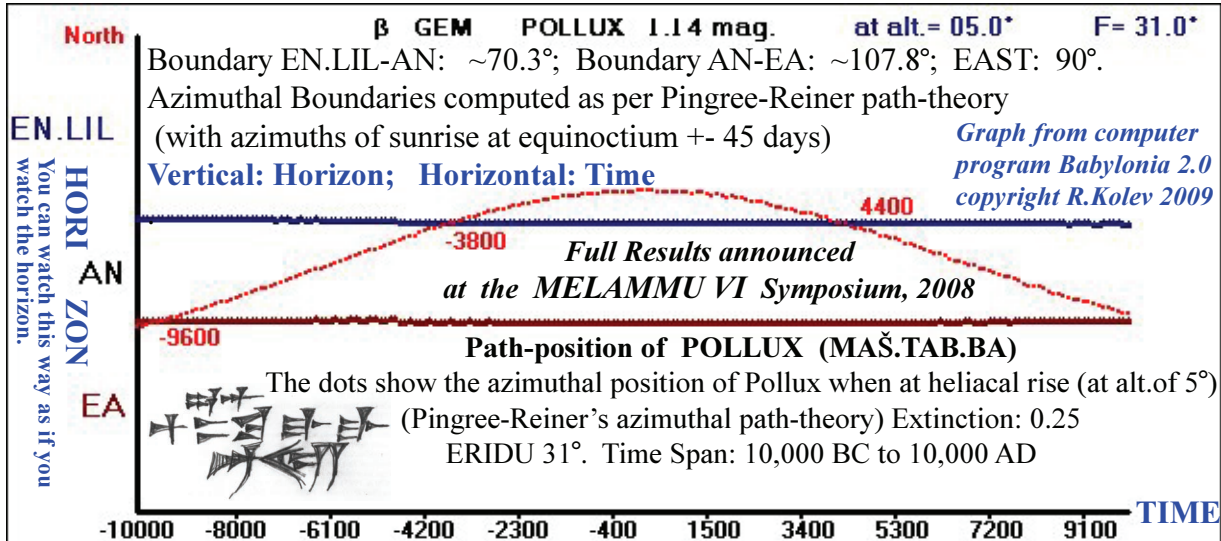 North
β GEM POLLUX 1.14 mag. at alt.= 05.0° F= 31.0°
Boundary EN.LIL-AN: ~70.3°; Boundary AN-EA: ~107.8°; EAST: 90°.
Azimuthal Boundaries computed as per Pingree-Reiner path-theory
(with azimuths of sunrise at equinoctium +- 45 days)
Vertical: Horizon; Horizontal: Time
Graph from computer
program Babylonia 2.0
copyright R.Kolev 2009
EN.LIL
AN
EA
HORI ZON
You can watch this way as if you
watch the horizon.
-3800
4400
-9600
Full Results announced
at the MELAMMU VI Symposium, 2008
Path-position of POLLUX (MAŠ.TAB.BA)
The dots show the azimuthal position of Pollux when at heliacal rise (at alt.of 5°)
(Pingree-Reiner's azimuthal path-theory) Extinction: 0.25
ERIDU 31°. Time Span: 10,000 BC to 10,000 AD
TIME
-10000 -8000 -6100 -4200 -2300 -400 1500 3400 5300 7200 9100